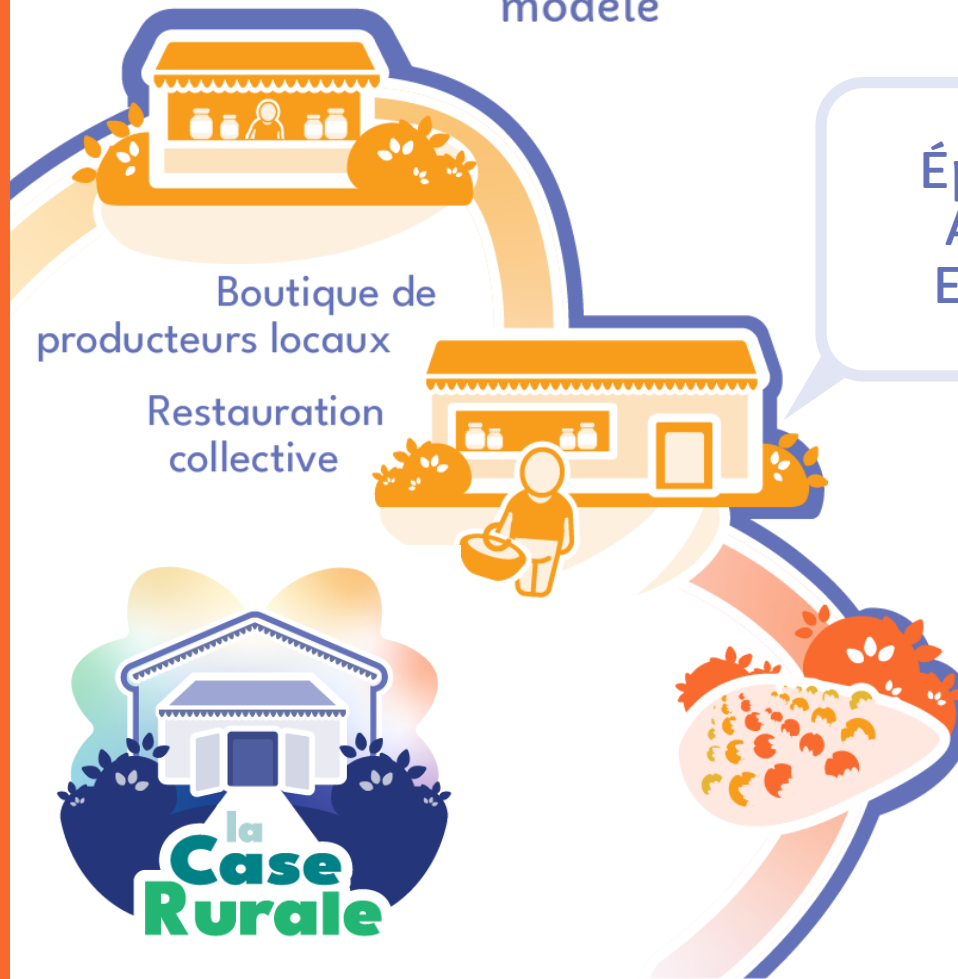 modèle
Boutique de
producteurs locaux
Restauration
collective
la
Case
Rurale